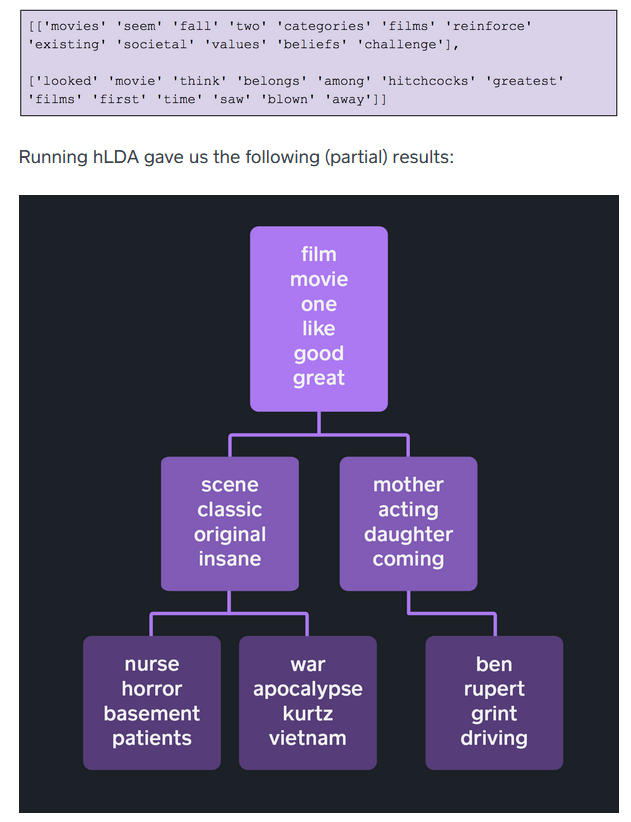 [['movies' 'seem' 'fall' 'two' 'categories' 'films' 'reinforce'
'existing' 'societal' 'values' 'beliefs' 'challenge'],
['looked' 'movie' 'think' 'belongs' 'among' 'hitchcocks' 'greatest'
'films' 'first' 'time' 'saw' 'blown' 'away']]
Running hLDA gave us the following (partial) results:
film
movie
one
like
good
great
scene
classic
original
insane
mother
acting
daughter
coming
nurse
horror
basement
patients
war
apocalypse
kurtz
vietnam
ben
rupert
grint
driving